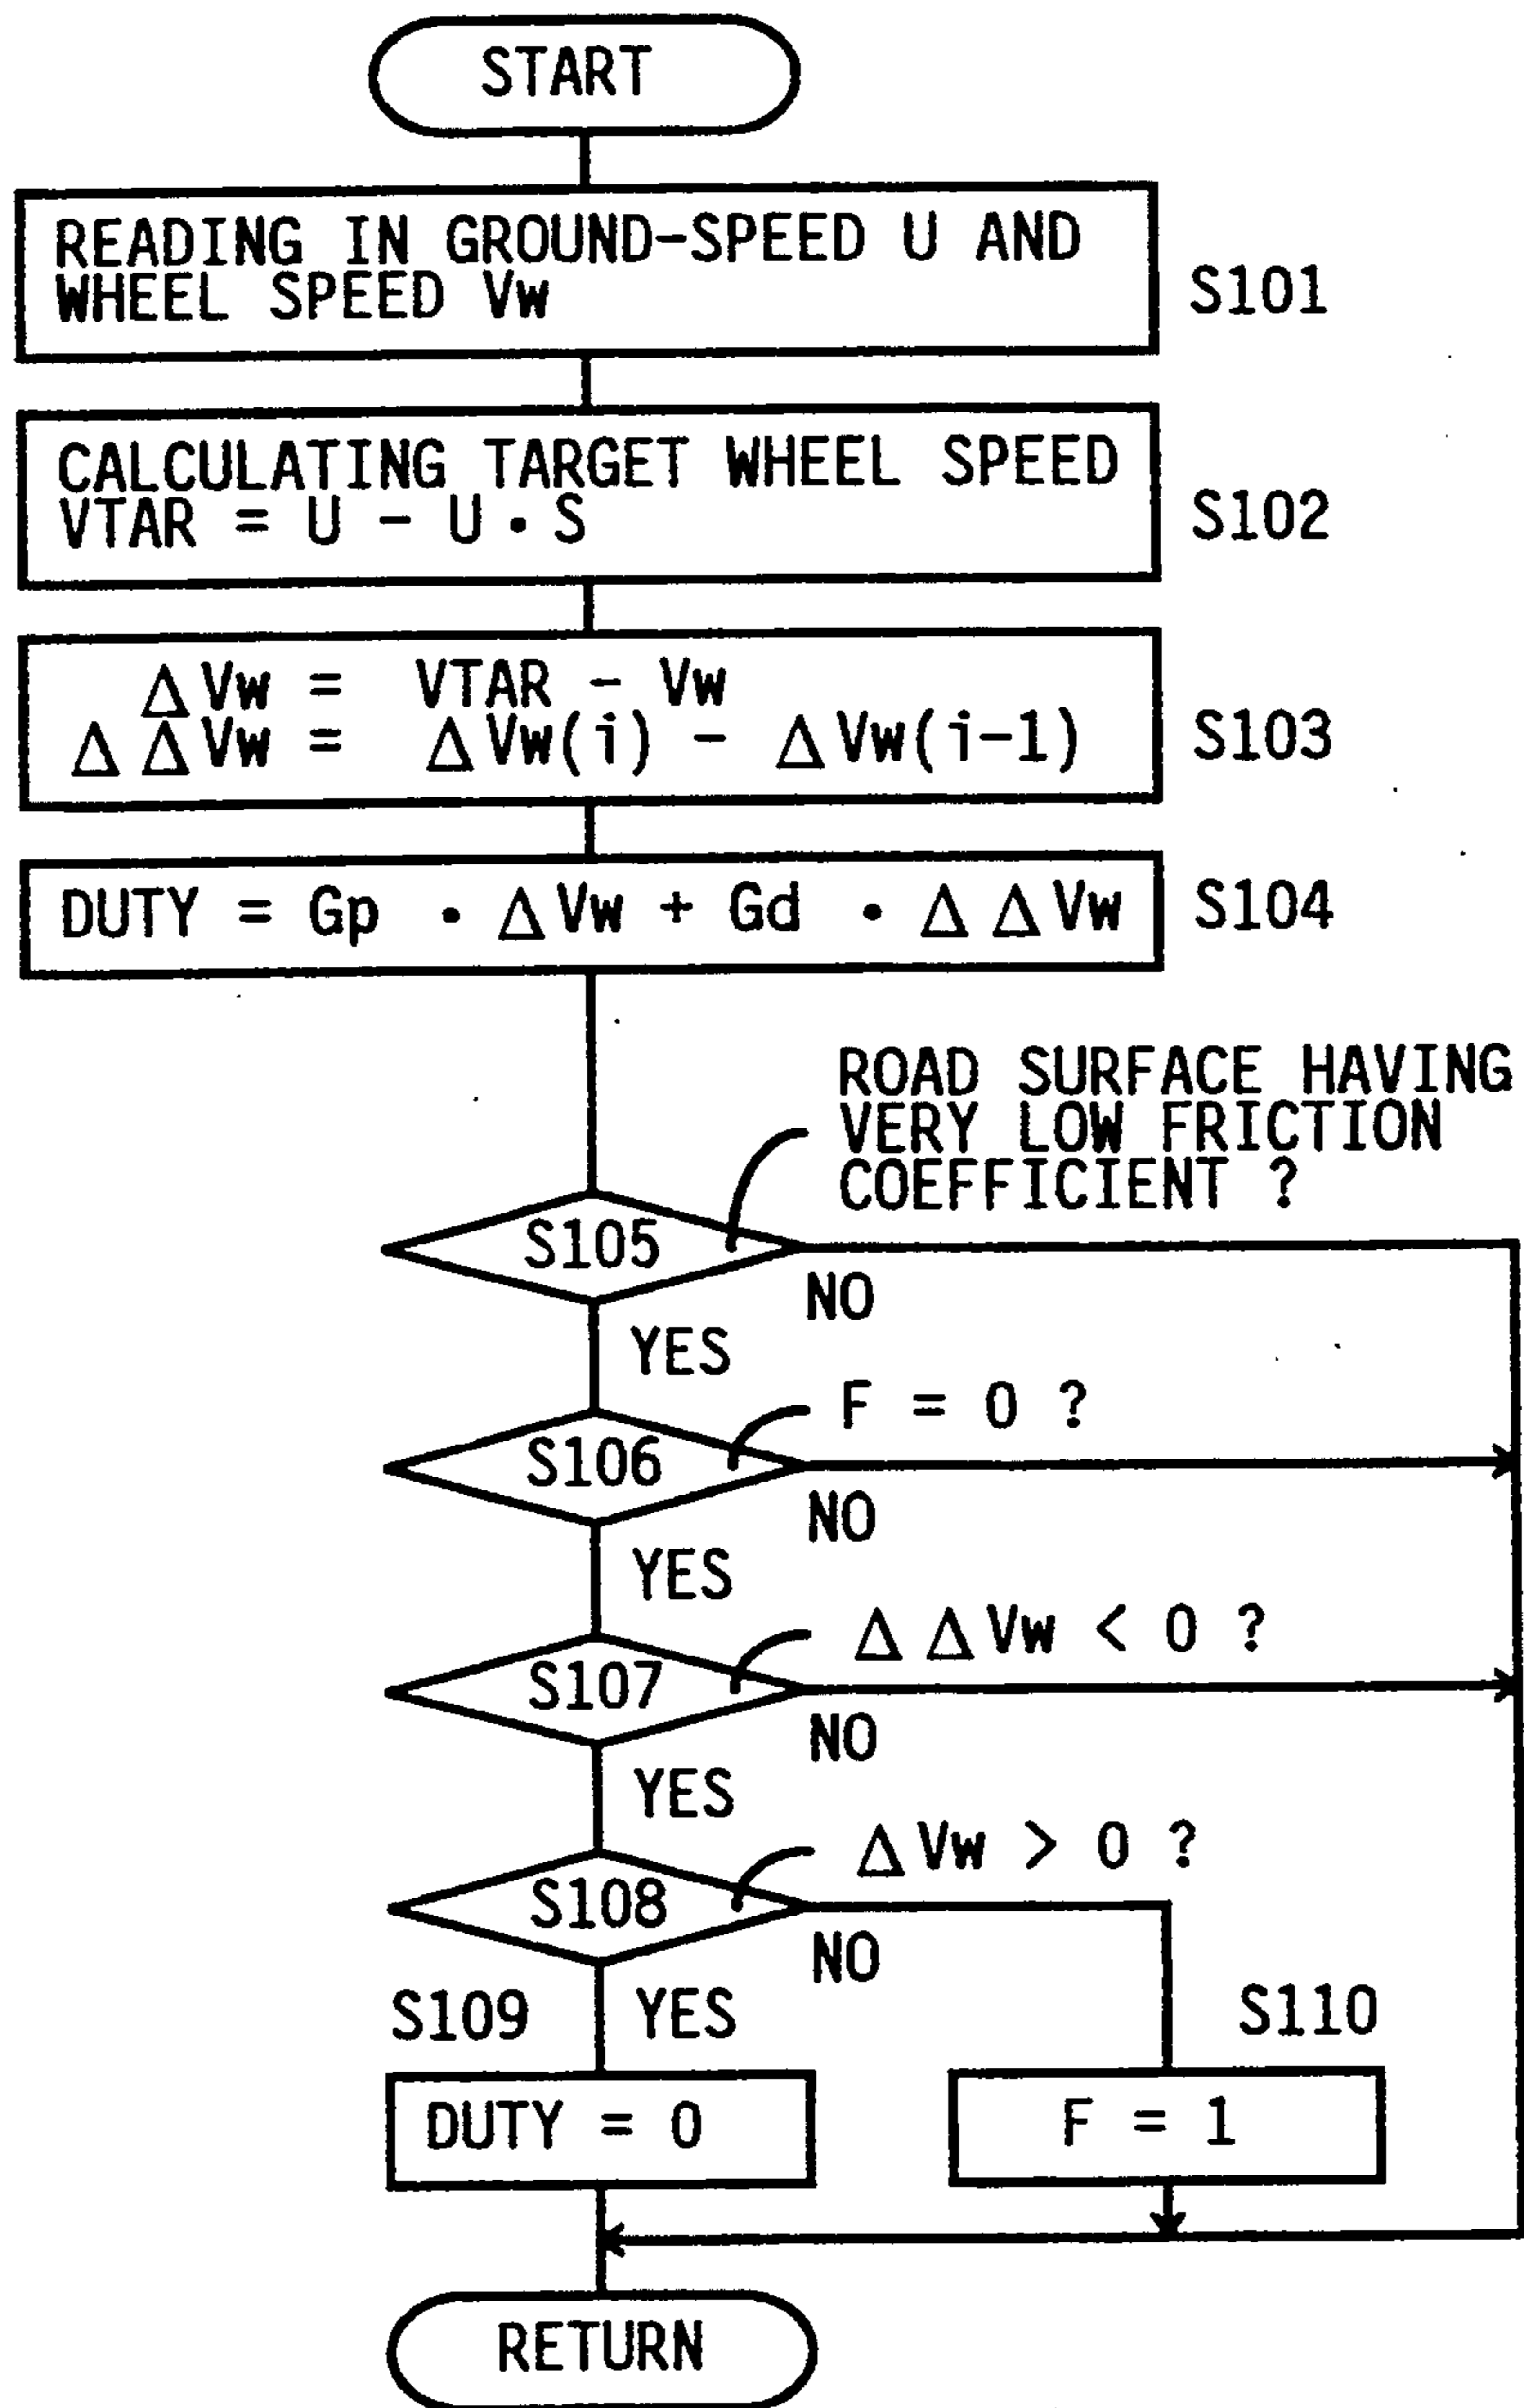 START
READING IN GROUND-SPEED U AND
WHEEL SPEED Vw
S101
CALCULATING TARGET WHEEL SPEED
VTAR = U - U・S
S102
ΔVw = VTAR - Vw
ΔΔVw = ΔVw(i) - ΔVw(i-1)
S103
DUTY = Gp ・ ΔVw + Gd ・ ΔΔVw
S104
ROAD SURFACE HAVING
VERY LOW FRICTION
COEFFICIENT ?
S105
NO
YES
F = 0 ?
S106
NO
YES
ΔΔVw < 0 ?
S107
NO
YES
ΔVw > 0 ?
S108
NO
S109
YES
S110
DUTY = 0
F = 1
RETURN